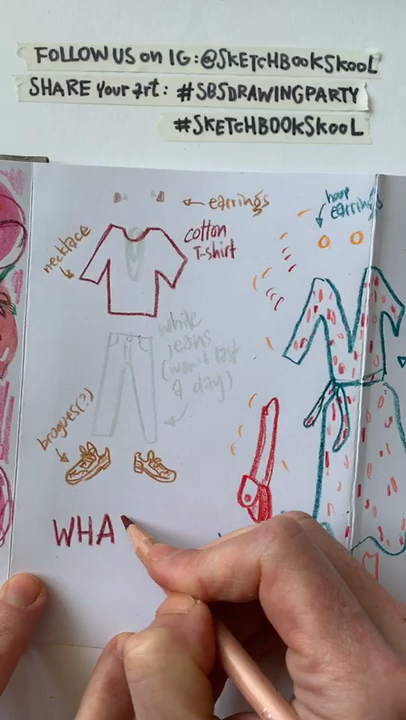 FOLLOW US on IG: @SKETCHBOOKSKOOL
SHARE your art: #SBSDRAWINGPARTY
#SKETCHBOOKSKOOL
← earrings
necklace
cotton
T-shirt
hoop
earrings
white
jeans
(won't last
a day)
brogues(?)
WHA